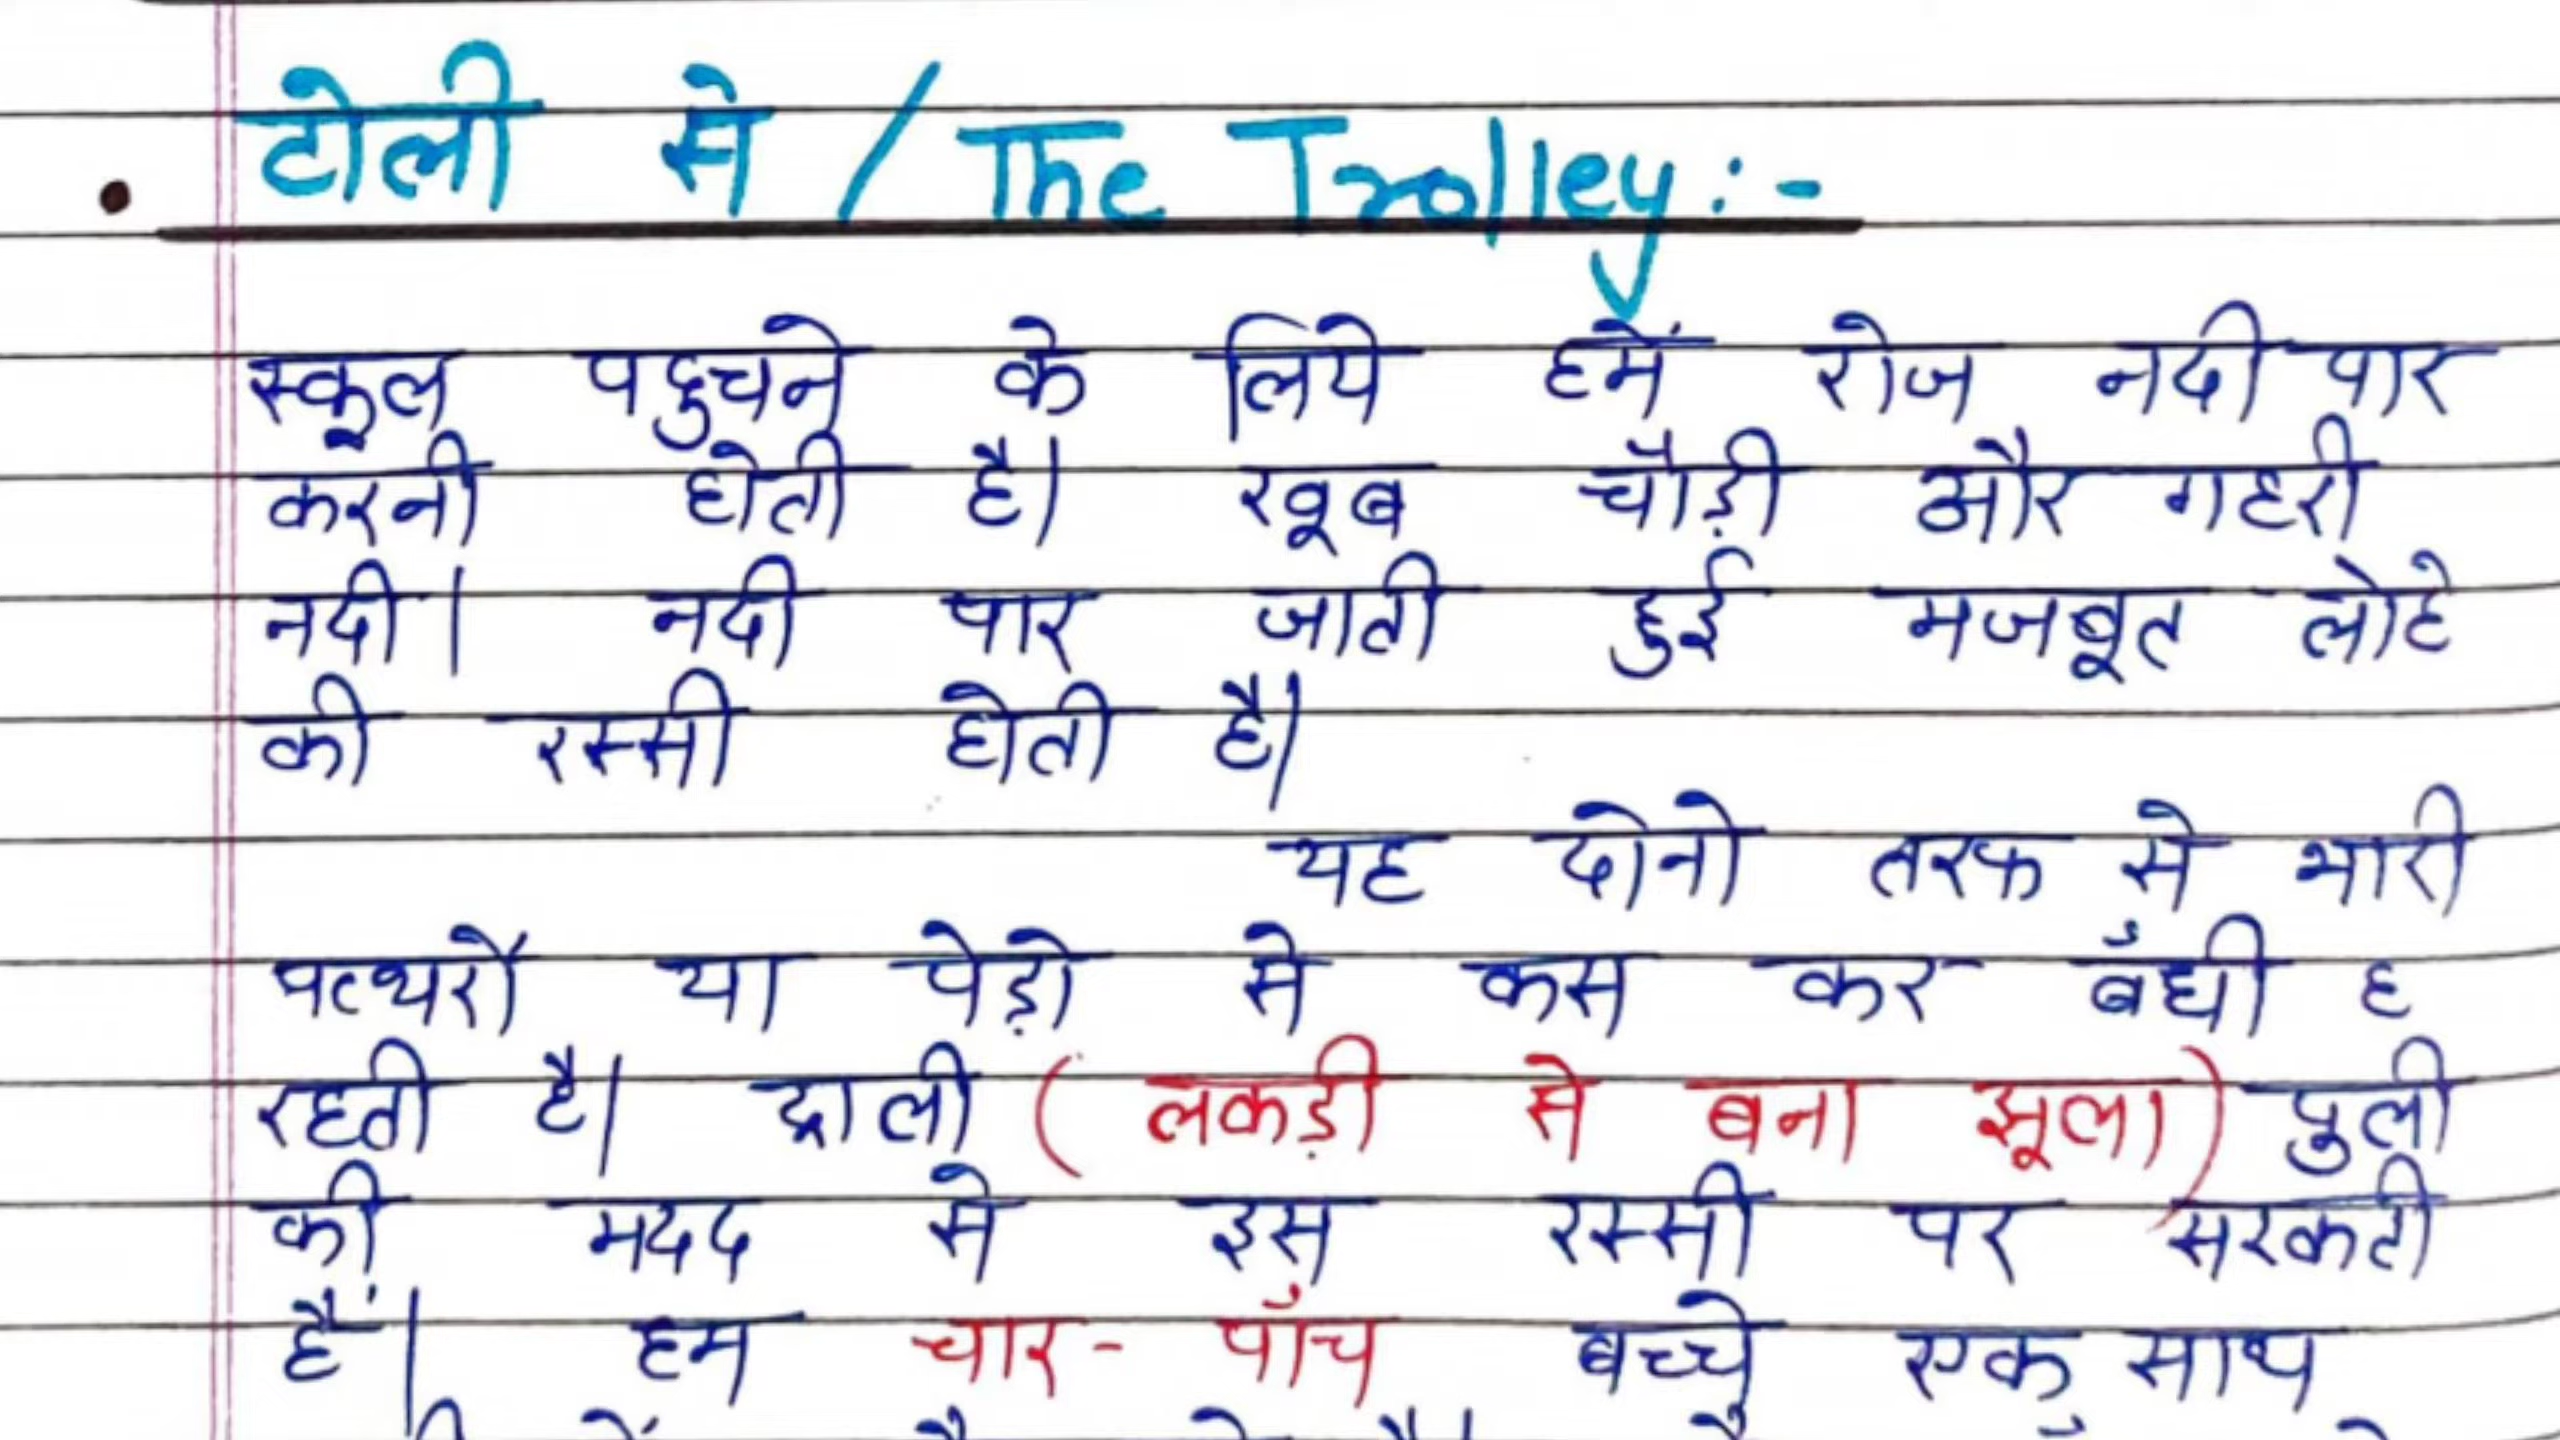 टोली से / The Trolley :-
स्कूल पहुचने के लिये हमें रोज नदी पार
करनी होती है। खूब चौड़ी और गहरी
नदी। नदी पार जाती हुई मजबूत लोहे
की रस्सी होती है।
यह दोनो तरफ से भारी
पत्थरों या पेड़ो से कस कर बँधी ह
रहती है। ट्राली ( लकड़ी से बना झूला ) पुली
की मदद से इस रस्सी पर सरकती
हैं। हम चार - पाँच बच्चे एक साथ